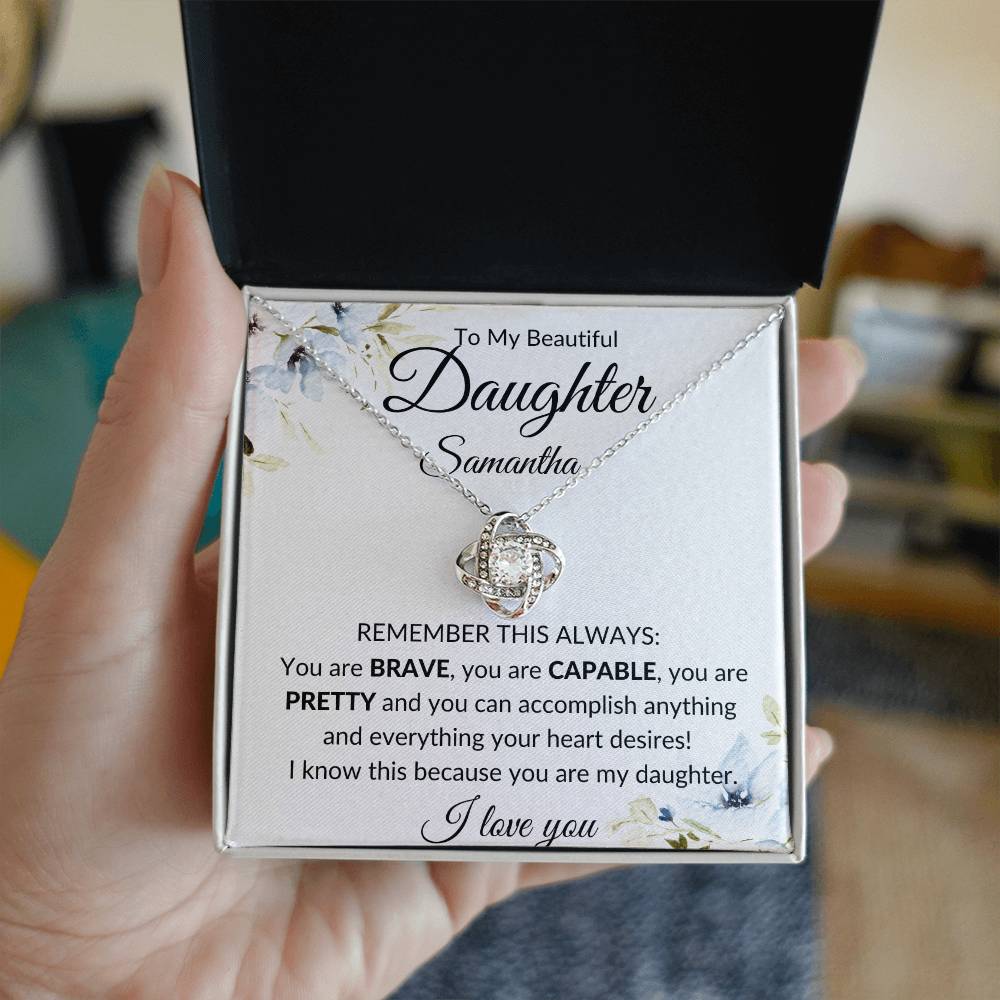 To My Beautiful
Daughter
Samantha
REMEMBER THIS ALWAYS:
You are BRAVE, you are CAPABLE, you are
PRETTY and you can accomplish anything
and everything your heart desires!
I know this because you are my daughter.
I love you